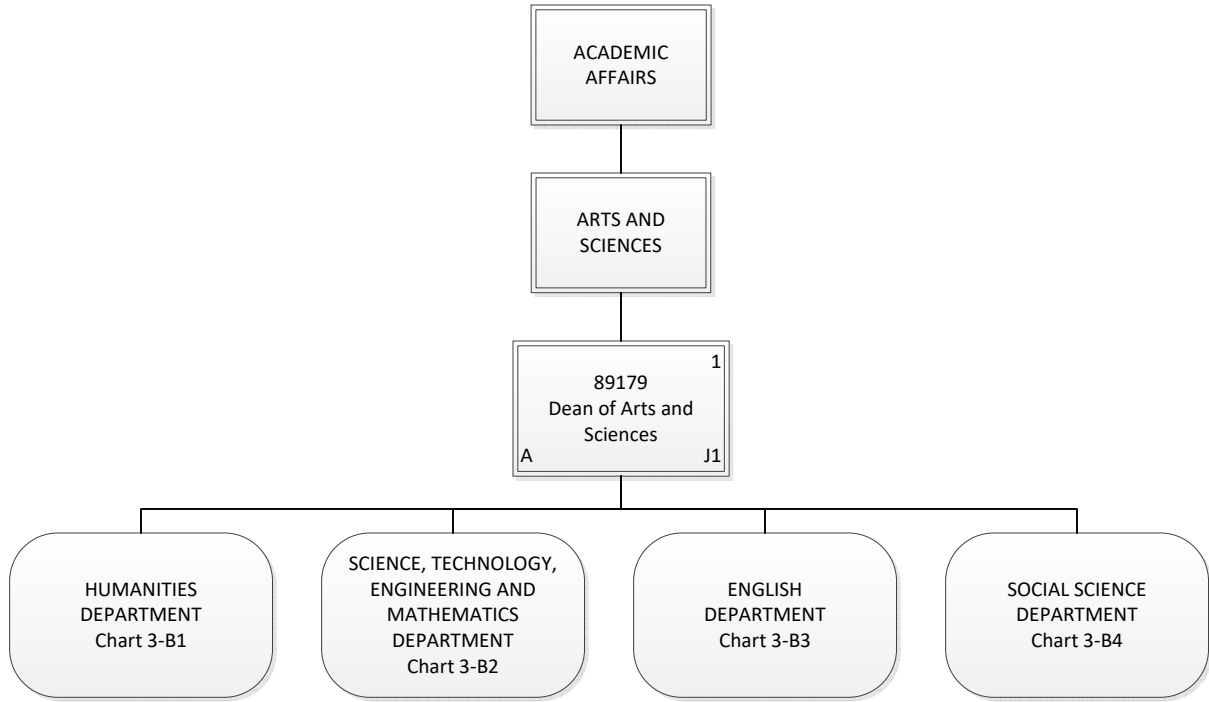 ACADEMIC
AFFAIRS
ARTS AND
SCIENCES
1
89179
Dean of Arts and
Sciences
A
J1
HUMANITIES
DEPARTMENT
Chart 3-B1
SCIENCE, TECHNOLOGY,
ENGINEERING AND
MATHEMATICS
DEPARTMENT
Chart 3-B2
ENGLISH
DEPARTMENT
Chart 3-B3
SOCIAL SCIENCE
DEPARTMENT
Chart 3-B4